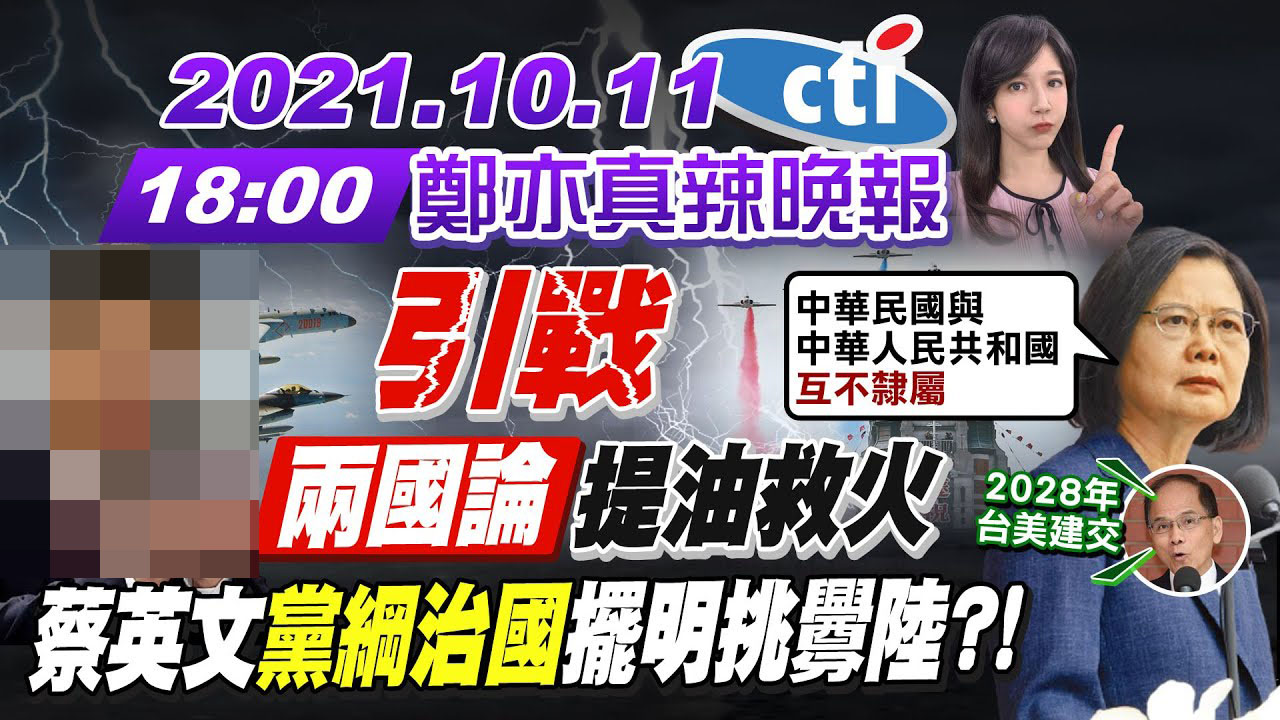 2021.10.11
cti
18:00 鄭亦真辣晚報
引戰
中華民國與
中華人民共和國
互不隸屬
兩國論 提油救火
2028年
台美建交
蔡英文黨綱治國擺明挑釁陸?!